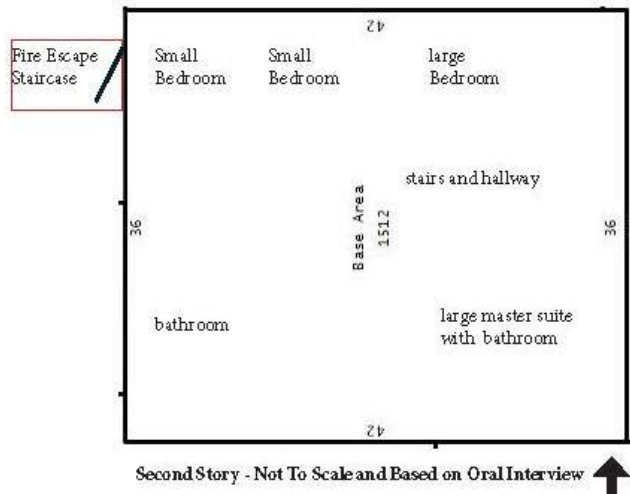 42
Fire Escape
Staircase
Small
Bedroom
Small
Bedroom
large
Bedroom
stairs and hallway
36
Base Area
1512
36
bathroom
large master suite
with bathroom
42
Second Story - Not To Scale and Based on Oral Interview